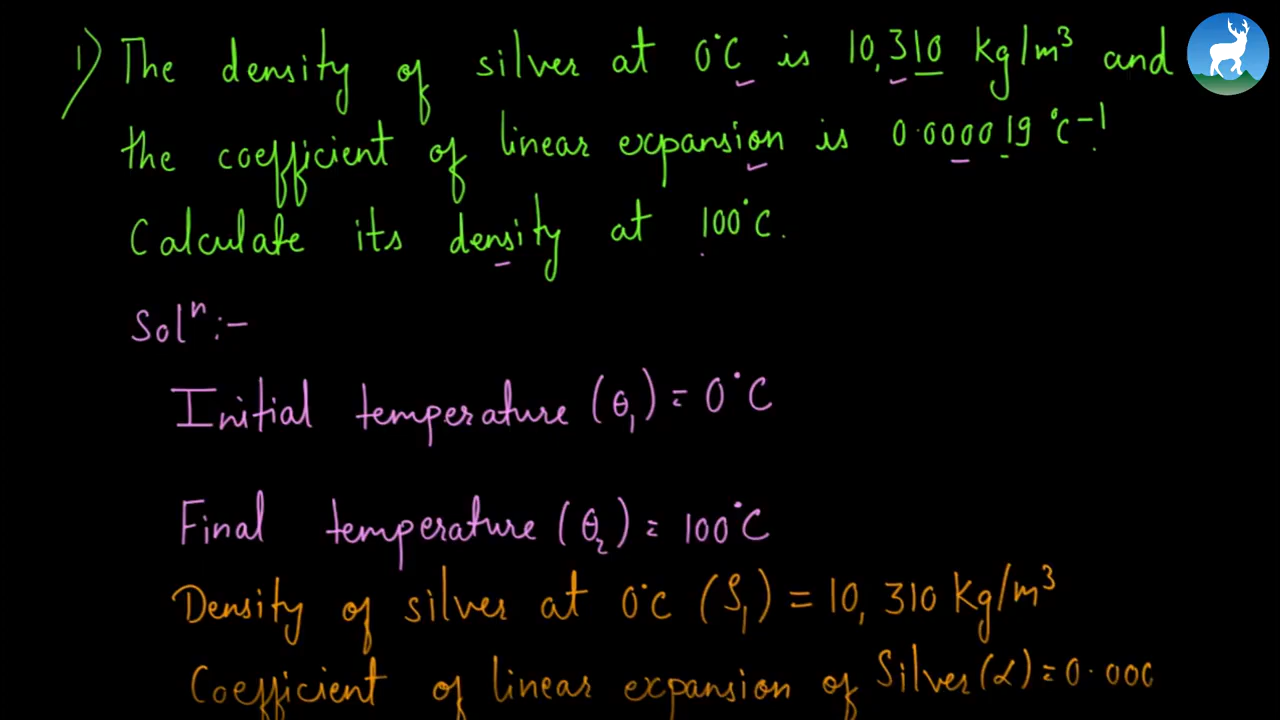 1) The density of silver at 0°C is 10,310 kg/m³ and
the coefficient of linear expansion is 0.000019 °C⁻¹.
Calculate its density at 100°C.
Solⁿ:-
Initial temperature (θ₁) = 0°C
Final temperature (θ₂) = 100°C
Density of silver at 0°C (ρ₁) = 10, 310 Kg/m³
Coefficient of linear expansion of Silver (α) = 0.000